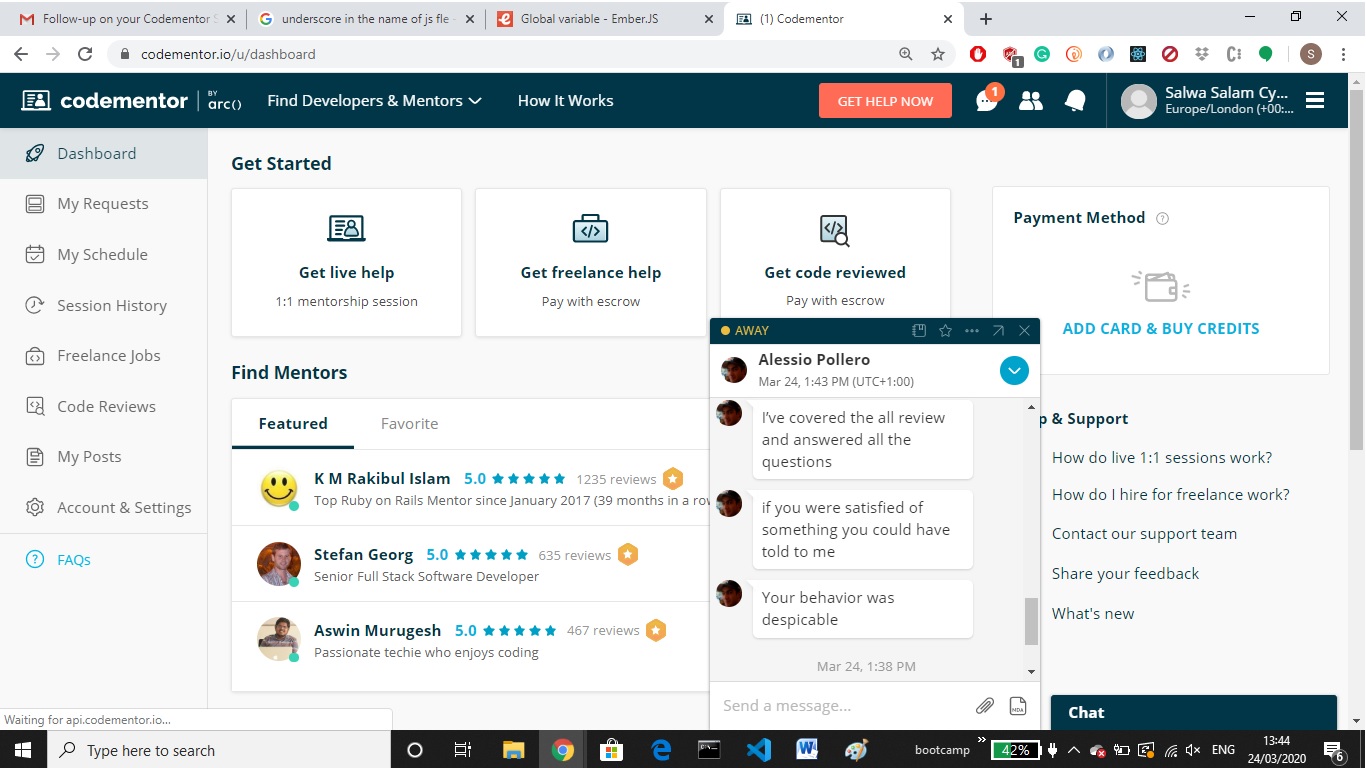 Follow-up on your Codementor S
underscore in the name of js fle -
Global variable - Ember.JS
(1) Codementor
codementor.io/u/dashboard
1
S
codementor
BY
arc()
Find Developers & Mentors
How It Works
GET HELP NOW
1
Salwa Salam Cy...
Europe/London (+00:...
Dashboard
My Requests
My Schedule
Session History
Freelance Jobs
Code Reviews
My Posts
Account & Settings
FAQs
Get Started
Get live help
1:1 mentorship session
Get freelance help
Pay with escrow
Get code reviewed
Pay with escrow
Payment Method
ADD CARD & BUY CREDITS
Find Mentors
Featured
Favorite
K M Rakibul Islam 5.0 1235 reviews
Top Ruby on Rails Mentor since January 2017 (39 months in a row
Stefan Georg 5.0 635 reviews
Senior Full Stack Software Developer
Aswin Murugesh 5.0 467 reviews
Passionate techie who enjoys coding
AWAY
Alessio Pollero
Mar 24, 1:43 PM (UTC+1:00)
I've covered the all review
and answered all the
questions
if you were satisfied of
something you could have
told to me
Your behavior was
despicable
Mar 24, 1:38 PM
Send a message...
MDA
p & Support
How do live 1:1 sessions work?
How do I hire for freelance work?
Contact our support team
Share your feedback
What's new
Chat
Waiting for api.codementor.io...
Type here to search
bootcamp
42%
ENG
13:44
24/03/2020
6